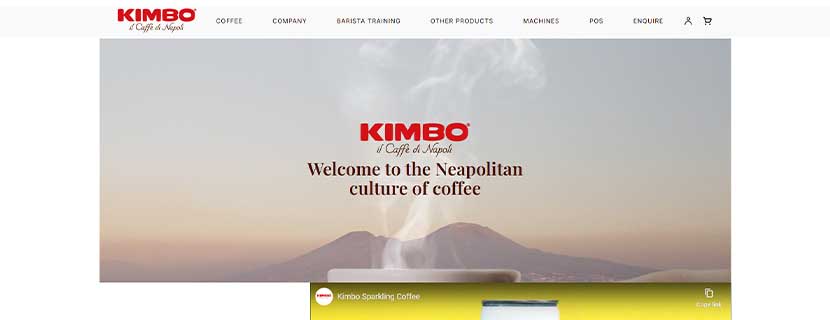 KIMBO
il Caffè di Napoli
COFFEE COMPANY BARISTA TRAINING OTHER PRODUCTS MACHINES POS ENQUIRE
KIMBO
il Caffè di Napoli
Welcome to the Neapolitan
culture of coffee
KIMBO
Kimbo Sparkling Coffee
Copy link